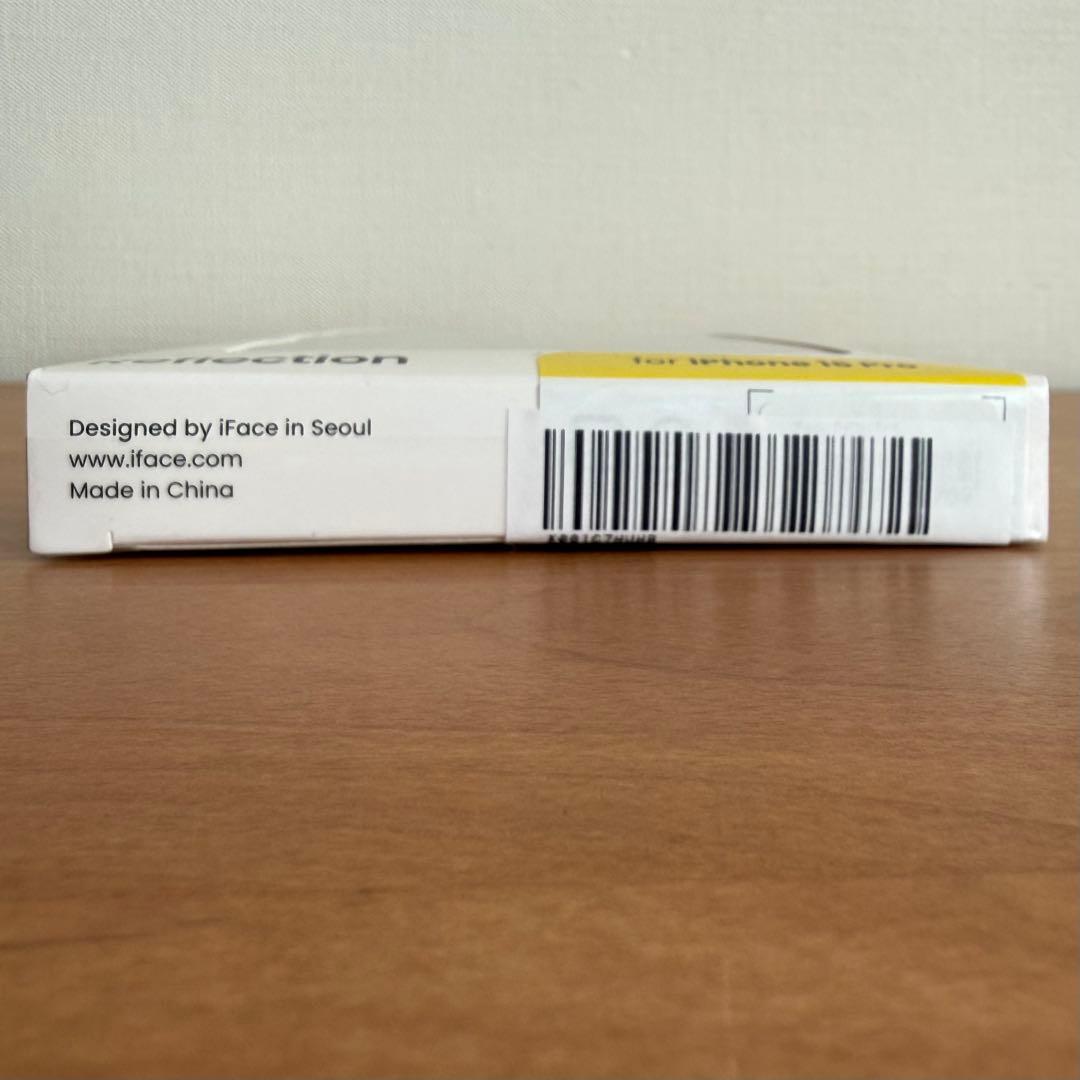 Reflection
for iPhone 15 Pro
Designed by iFace in Seoul
www.iface.com
Made in China